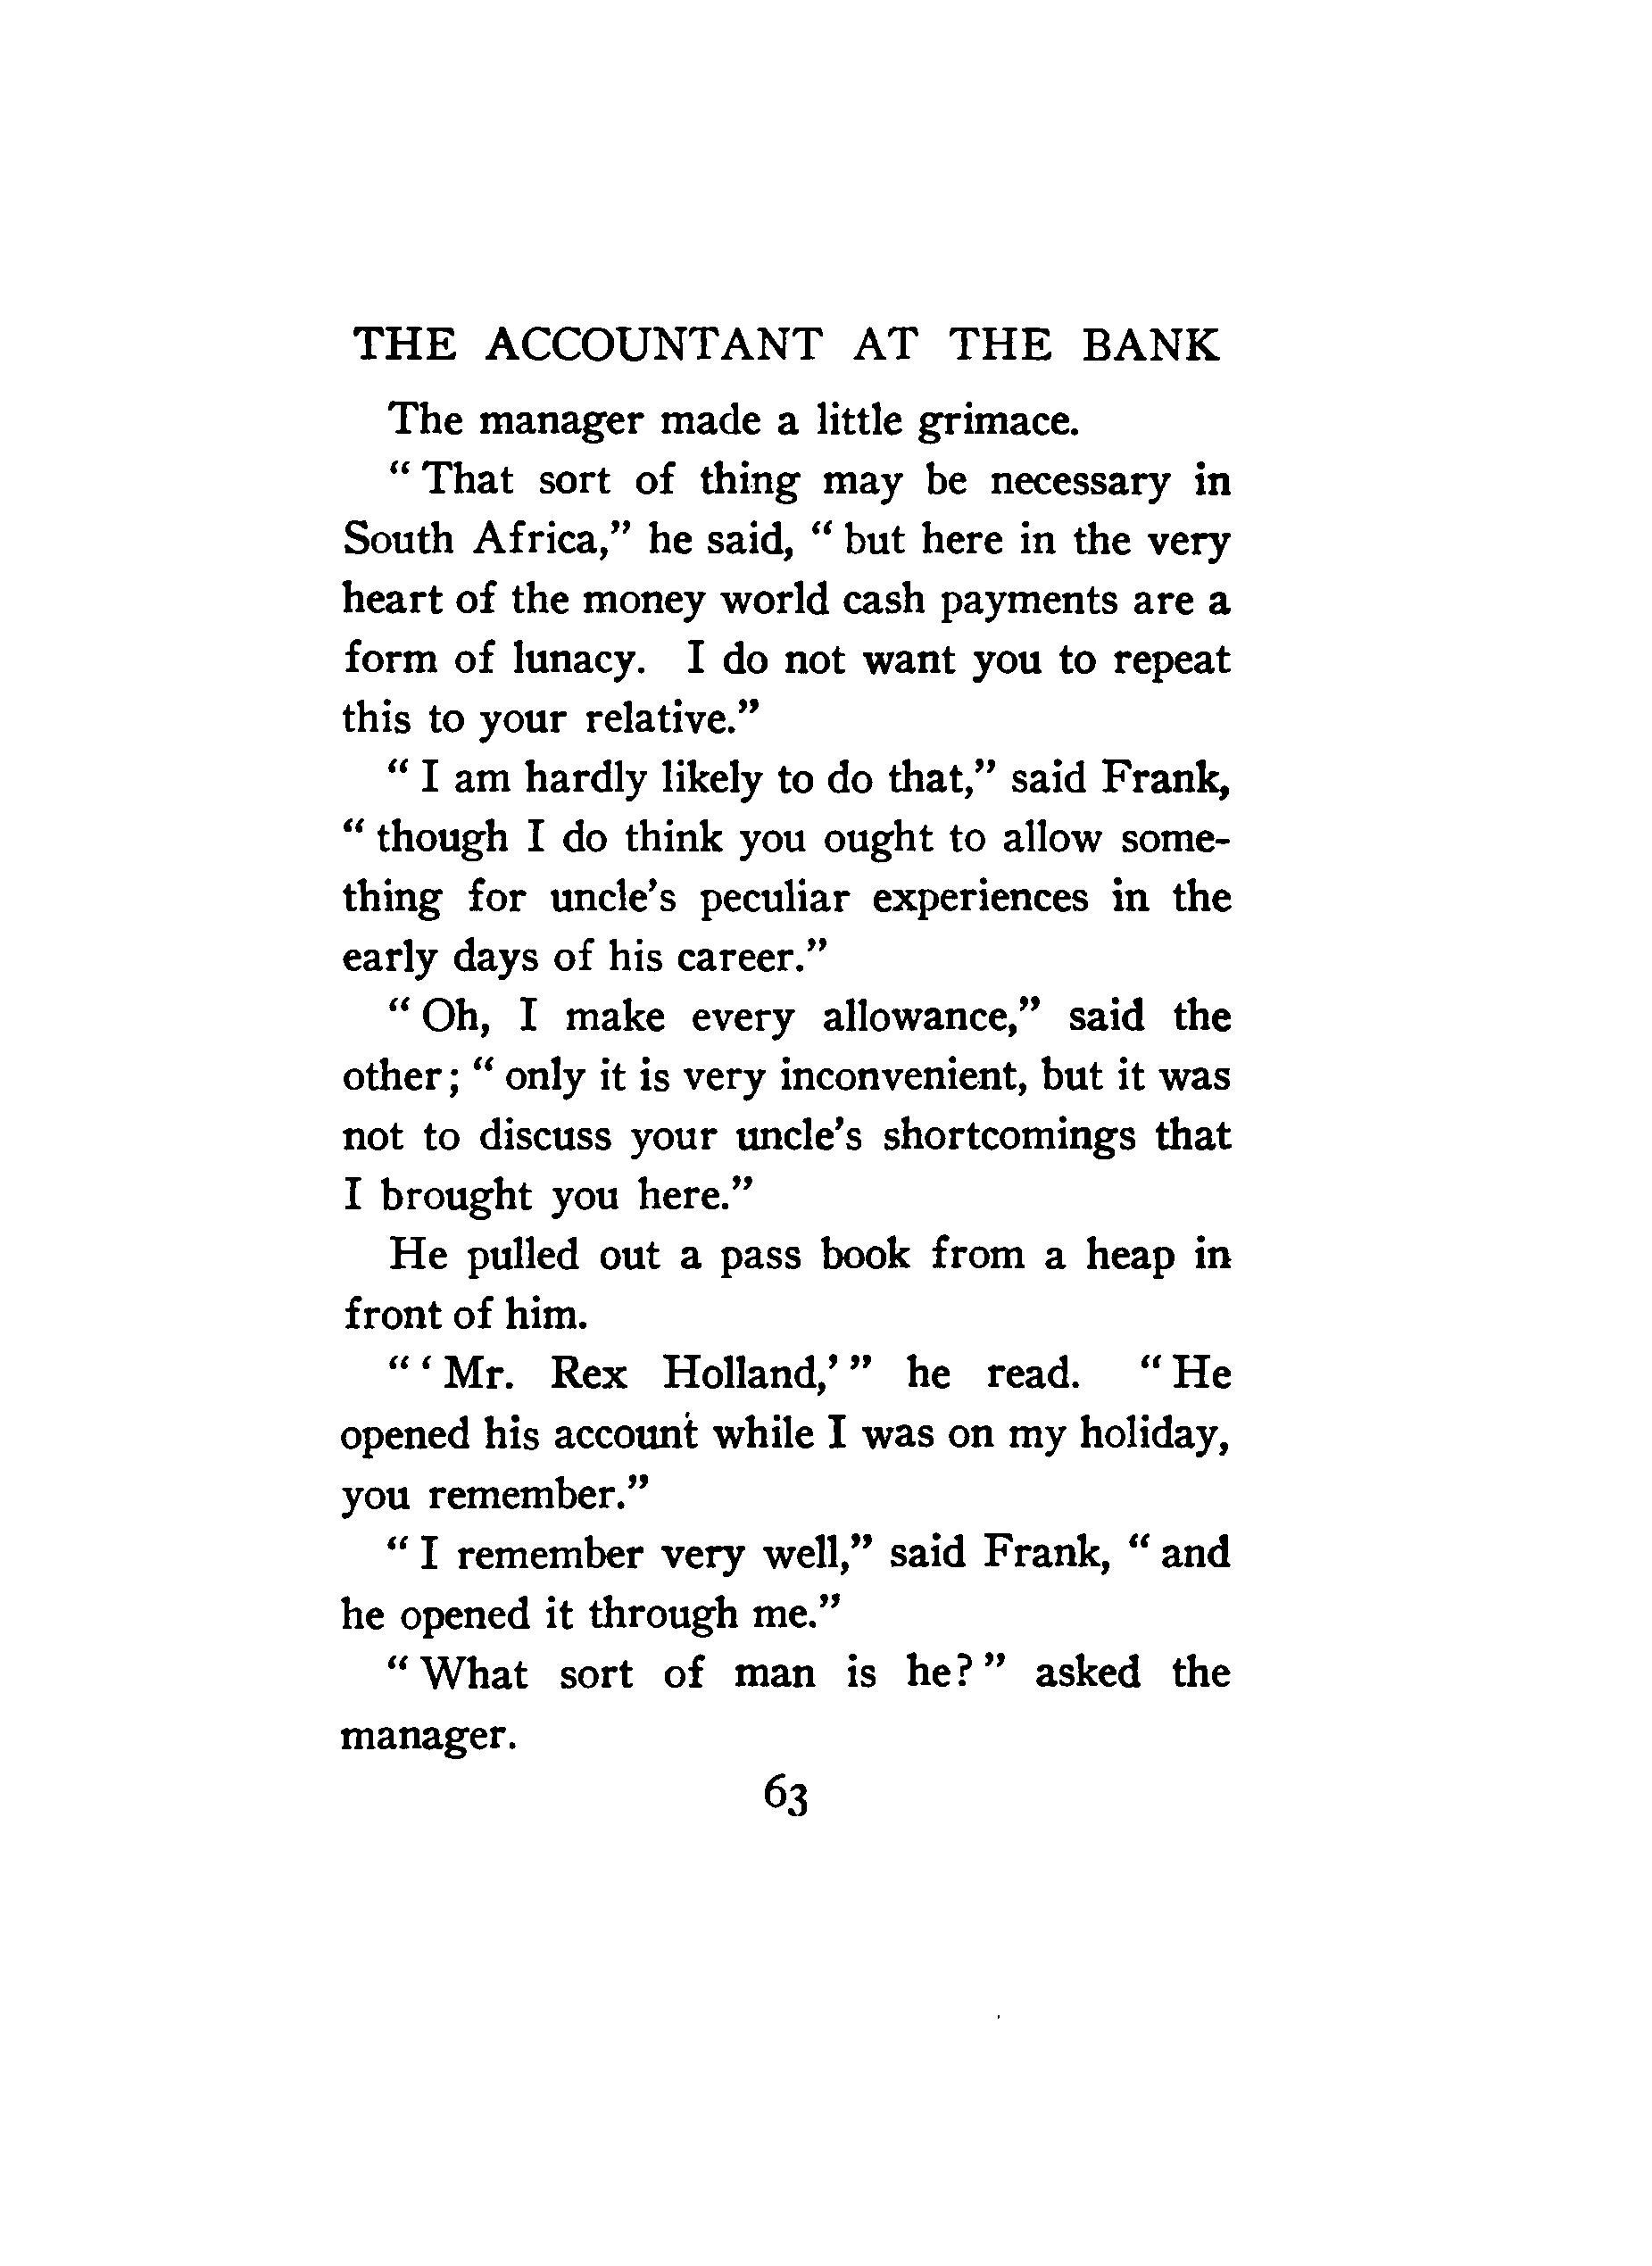 THE ACCOUNTANT AT THE BANK
The manager made a little grimace.
“ That sort of thing may be necessary in
South Africa,” he said, “ but here in the very
heart of the money world cash payments are a
form of lunacy. I do not want you to repeat
this to your relative.”
“ I am hardly likely to do that,” said Frank,
“ though I do think you ought to allow some-
thing for uncle’s peculiar experiences in the
early days of his career.”
“ Oh, I make every allowance,” said the
other; “ only it is very inconvenient, but it was
not to discuss your uncle’s shortcomings that
I brought you here.”
He pulled out a pass book from a heap in
front of him.
“ ‘ Mr. Rex Holland,’ ” he read. “ He
opened his account while I was on my holiday,
you remember.”
“ I remember very well,” said Frank, “ and
he opened it through me.”
“ What sort of man is he? ” asked the
manager.
63